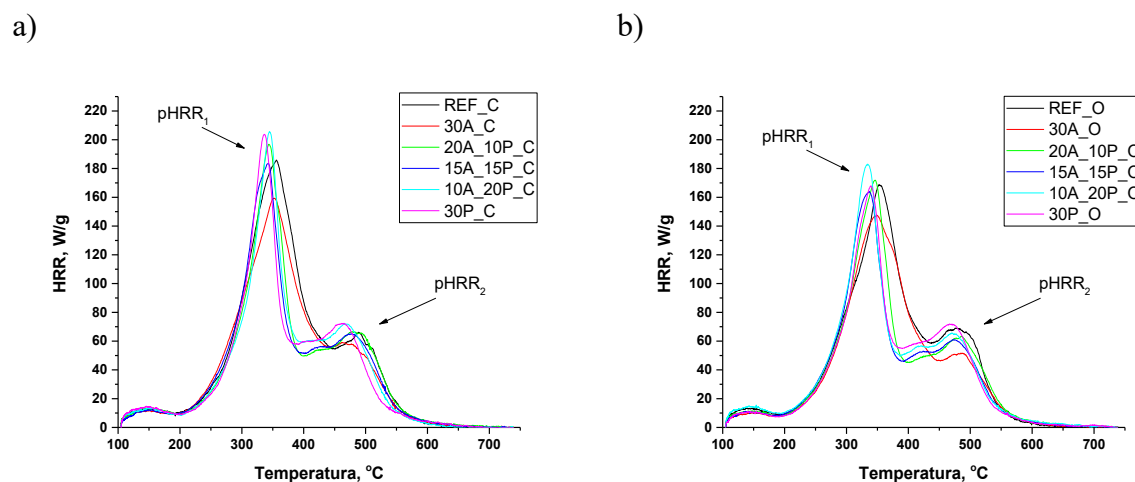 a)
b)
pHRR1
pHRR2
REF_C
30A_C
20A_10P_C
15A_15P_C
10A_20P_C
30P_C
HRR, W/g
220
200
180
160
140
120
100
80
60
40
20
0
100 200 300 400 500 600 700
Temperatura, °C
pHRR1
pHRR2
REF_O
30A_O
20A_10P_C
15A_15P_C
10A_20P_C
30P_O
HRR, W/g
220
200
180
160
140
120
100
80
60
40
20
0
100 200 300 400 500 600 700
Temperatura, °C